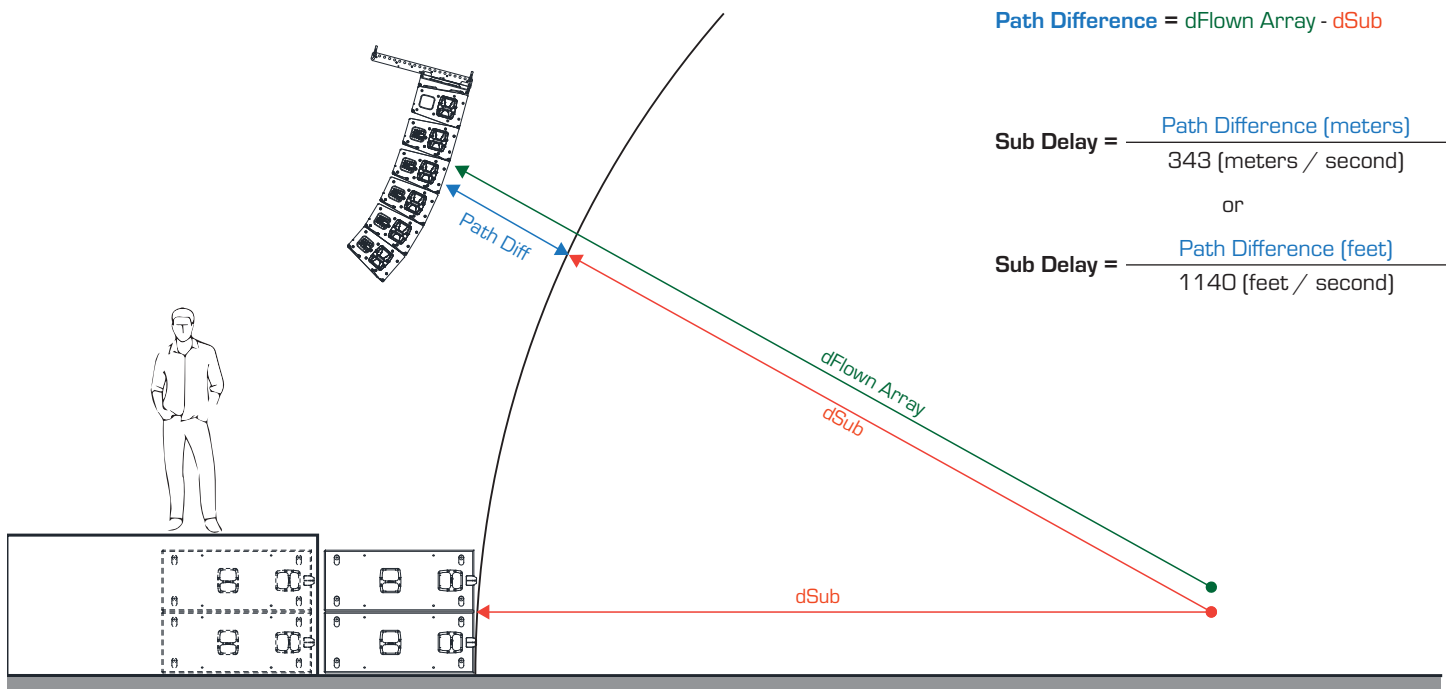 Path Difference = dFlown Array - dSub
Sub Delay = Path Difference (meters)
343 (meters / second)
or
Sub Delay = Path Difference (feet)
1140 (feet / second)
Path Diff
dFlown Array
dSub
dSub